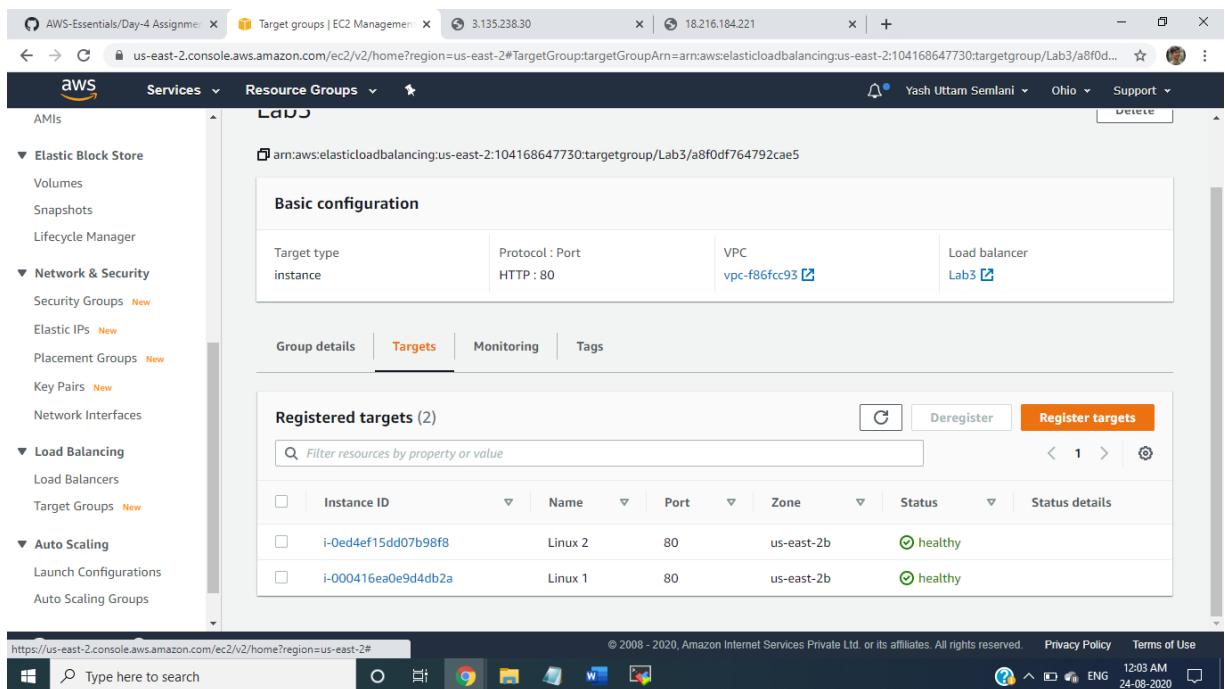 AWS-Essentials/Day-4 Assignmen
Target groups | EC2 Management
3.135.238.30
18.216.184.221
us-east-2.console.aws.amazon.com/ec2/v2/home?region=us-east-2#TargetGroup:targetGroupArn=arn:aws:elasticloadbalancing:us-east-2:104168647730:targetgroup/Lab3/a8f0d...
aws Services Resource Groups Yash Uttam Semlani Ohio Support
AMIs
Elastic Block Store
Volumes
Snapshots
Lifecycle Manager
Network & Security
Security Groups New
Elastic IPs New
Placement Groups New
Key Pairs New
Network Interfaces
Load Balancing
Load Balancers
Target Groups New
Auto Scaling
Launch Configurations
Auto Scaling Groups
Lab3
Delete
arn:aws:elasticloadbalancing:us-east-2:104168647730:targetgroup/Lab3/a8f0df764792cae5
Basic configuration
Target type Protocol : Port VPC Load balancer
instance HTTP : 80 vpc-f86fcc93 Lab3
Group details Targets Monitoring Tags
Registered targets (2) Deregister Register targets
Filter resources by property or value
1
Instance ID Name Port Zone Status Status details
i-0ed4ef15dd07b98f8 Linux 2 80 us-east-2b healthy
i-000416ea0e9d4db2a Linux 1 80 us-east-2b healthy
https://us-east-2.console.aws.amazon.com/ec2/v2/home?region=us-east-2#
© 2008 - 2020, Amazon Internet Services Private Ltd. or its affiliates. All rights reserved. Privacy Policy Terms of Use
Type here to search
ENG
12:03 AM
24-08-2020